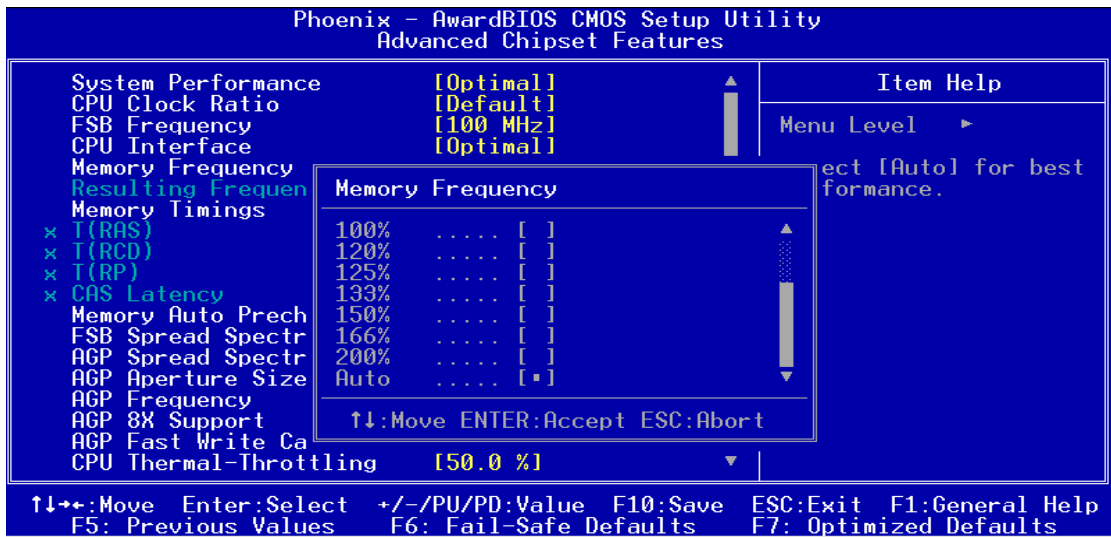 Phoenix - AwardBIOS CMOS Setup Utility
Advanced Chipset Features
System Performance [Optimal]
CPU Clock Ratio [Default]
FSB Frequency [100 MHz]
CPU Interface [Optimal]
Memory Frequency
Resulting Frequen
Memory Timings
x T(RAS)
x T(RCD)
x T(RP)
x CAS Latency
Memory Auto Prech
FSB Spread Spectr
AGP Spread Spectr
AGP Aperture Size
AGP Frequency
AGP 8X Support
AGP Fast Write Ca
CPU Thermal-Throttling [50.0 %]
Memory Frequency
100% ..... [ ]
120% ..... [ ]
125% ..... [ ]
133% ..... [ ]
150% ..... [ ]
166% ..... [ ]
200% ..... [ ]
Auto ..... [▪]
↑↓:Move ENTER:Accept ESC:Abort
Item Help
Menu Level ►
ect [Auto] for best
formance.
↑↓→←:Move Enter:Select +/-/PU/PD:Value F10:Save ESC:Exit F1:General Help
F5: Previous Values F6: Fail-Safe Defaults F7: Optimized Defaults